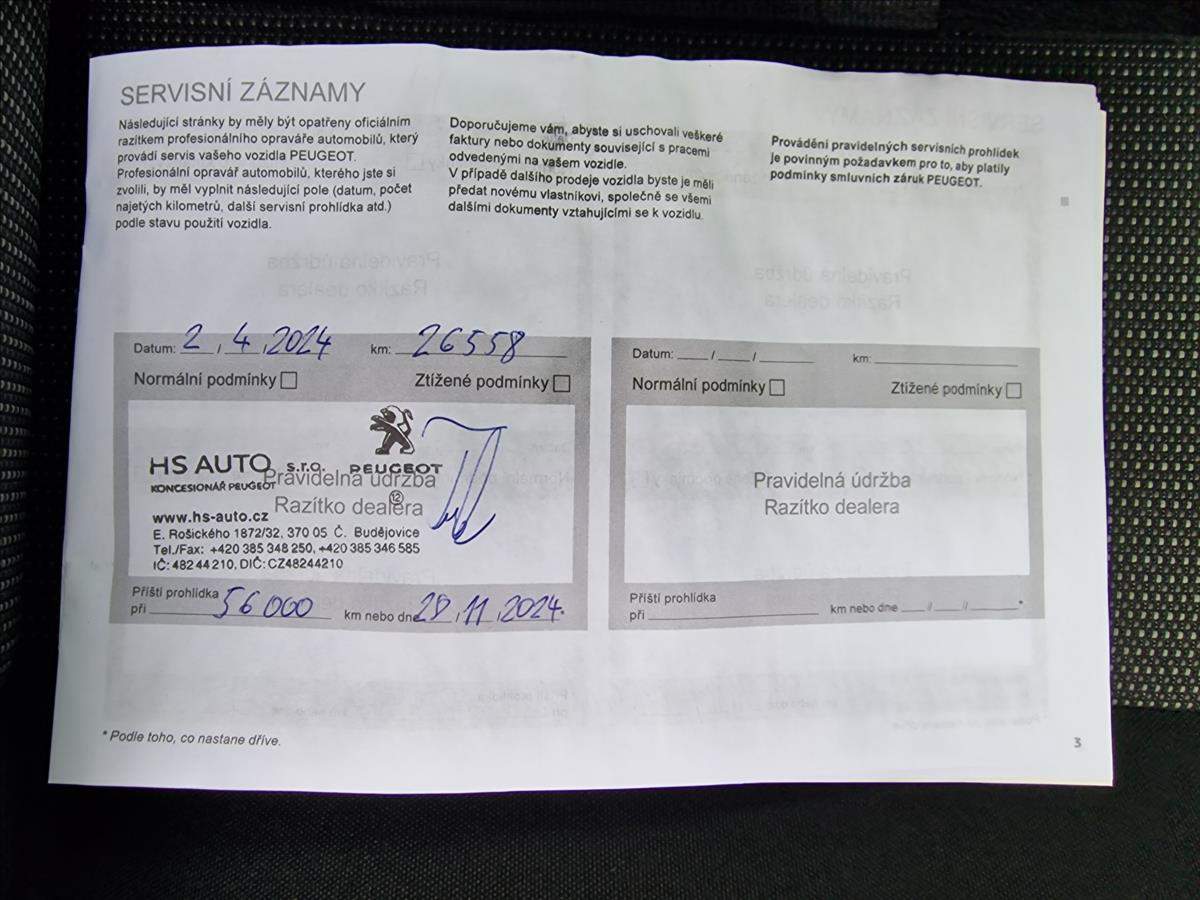 SERVISNÍ ZÁZNAMY
Následující stránky by měly být opatřeny oficiálním
razítkem profesionálního opraváře automobilů, který
provádí servis vašeho vozidla PEUGEOT.
Profesionální opravář automobilů, kterého jste si
zvolili, by měl vyplnit následující pole (datum, počet
najetých kilometrů, další servisní prohlídka atd.)
podle stavu použití vozidla.
Doporučujeme vám, abyste si uschovali veškeré
faktury nebo dokumenty související s pracemi
odvedenými na vašem vozidle.
V případě dalšího prodeje vozidla byste je měli
předat novému vlastníkovi, společně se všemi
dalšími dokumenty vztahujícími se k vozidlu.
Provádění pravidelných servisních prohlídek
je povinným požadavkem pro to, aby platily
podmínky smluvních záruk PEUGEOT.
Datum: 2 / 4 / 2024 km: 26558
Normální podmínky Ztížené podmínky
HS AUTO s.r.o. PEUGEOT
KONCESIONÁŘ PEUGEOT
Pravidelná údržba
12
Razítko dealera
www.hs-auto.cz
E. Rošického 1872/32, 370 05 Č. Budějovice
Tel./Fax: +420 385 348 250, +420 385 346 585
IČ: 482 44 210, DIČ: CZ48244210
Příští prohlídka
při 56 000 km nebo dne 28 / 11 / 2024
Datum: / / km:
Normální podmínky Ztížené podmínky
Pravidelná údržba
Razítko dealera
Příští prohlídka
při km nebo dne / / *
* Podle toho, co nastane dříve.
3